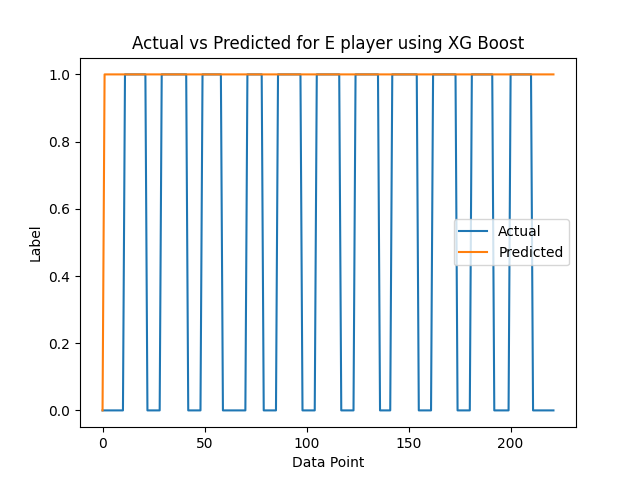 Actual vs Predicted for E player using XG Boost
1.0
0.8
0.6
0.4
0.2
0.0
Label
Actual
Predicted
0
50
100
150
200
Data Point